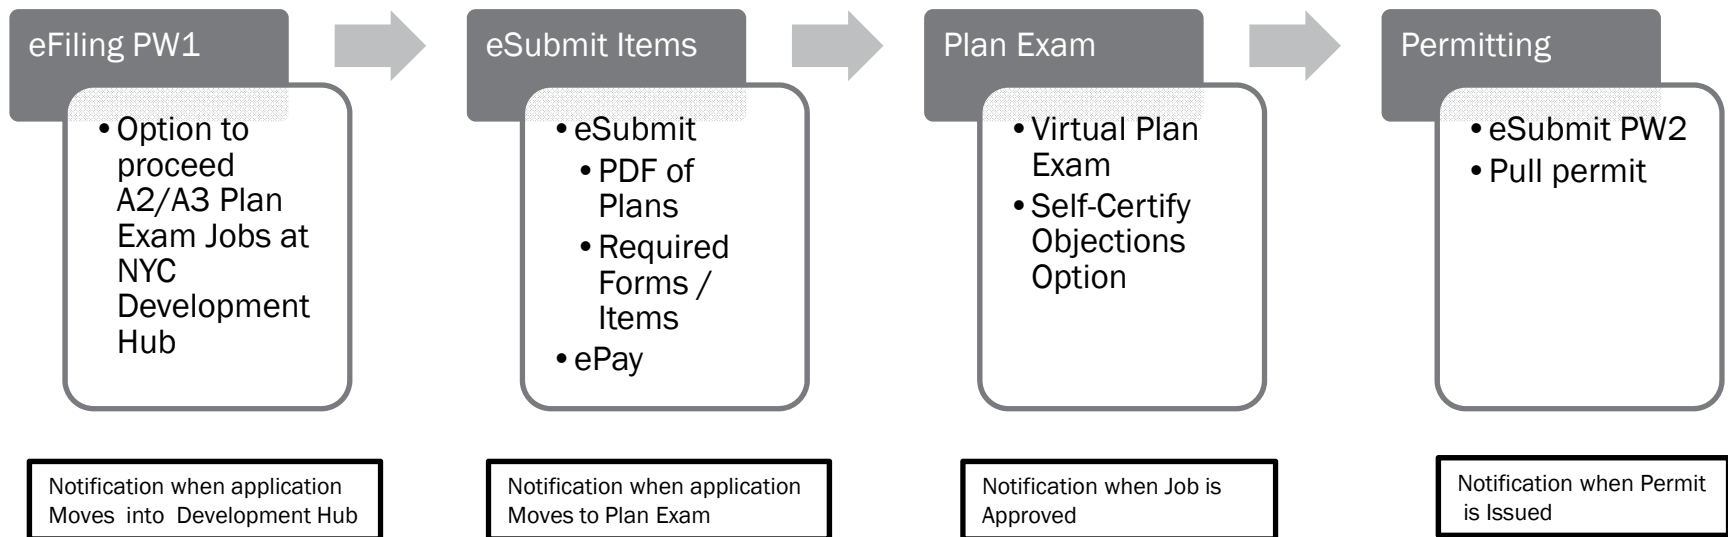 eFiling PW1
• Option to
proceed
A2/A3 Plan
Exam Jobs at
NYC
Development
Hub
Notification when application
Moves into Development Hub
eSubmit Items
• eSubmit
• PDF of
Plans
• Required
Forms /
Items
• ePay
Notification when application
Moves to Plan Exam
Plan Exam
• Virtual Plan
Exam
• Self-Certify
Objections
Option
Notification when Job is
Approved
Permitting
• eSubmit PW2
• Pull permit
Notification when Permit
is Issued